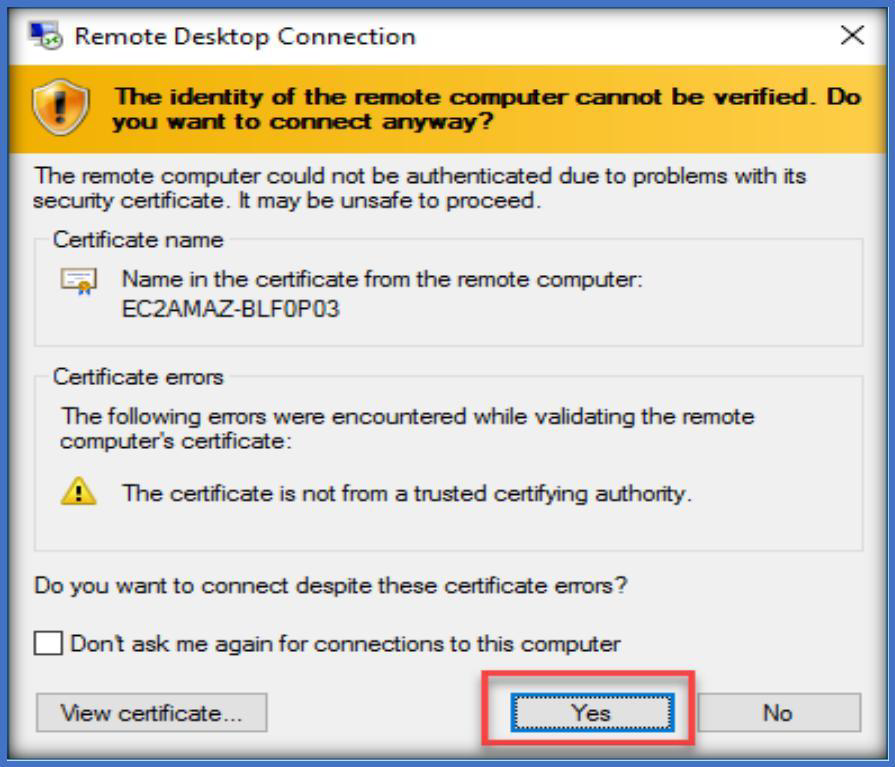 Remote Desktop Connection
The identity of the remote computer cannot be verified. Do
you want to connect anyway?
The remote computer could not be authenticated due to problems with its
security certificate. It may be unsafe to proceed.
Certificate name
Name in the certificate from the remote computer:
EC2AMAZ-BLF0P03
Certificate errors
The following errors were encountered while validating the remote
computer's certificate:
The certificate is not from a trusted certifying authority.
Do you want to connect despite these certificate errors?
Don't ask me again for connections to this computer
View certificate... Yes No